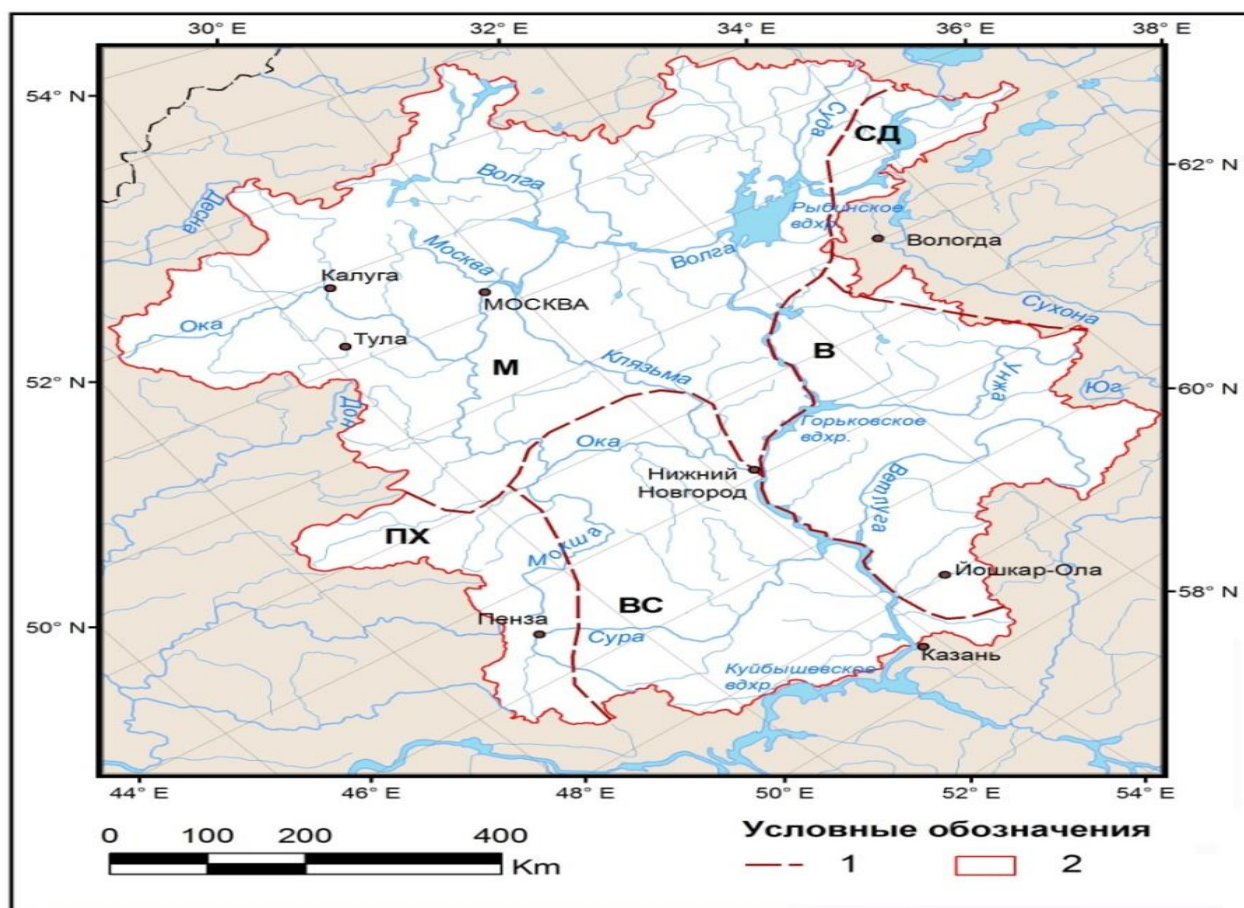 30° E
32° E
34° E
36° E
38° E
54° N
52° N
50° N
62° N
60° N
58° N
Суда
СД
Волга
Десна
Рыбинское
вдхр.
Вологда
Москва
Волга
Калуга
МОСКВА
Сухона
Ока
Тула
М
Клязьма
В
Унжа
Юг
Дон
Горьковское
вдхр.
Ока
Нижний
Новгород
Ветлуга
ПХ
Мокша
Йошкар-Ола
ВС
Пенза
Сура
Казань
Куйбышевское
вдхр.
44° E
46° E
48° E
50° E
52° E
54° E
0 100 200 400
Km
Условные обозначения
1
2